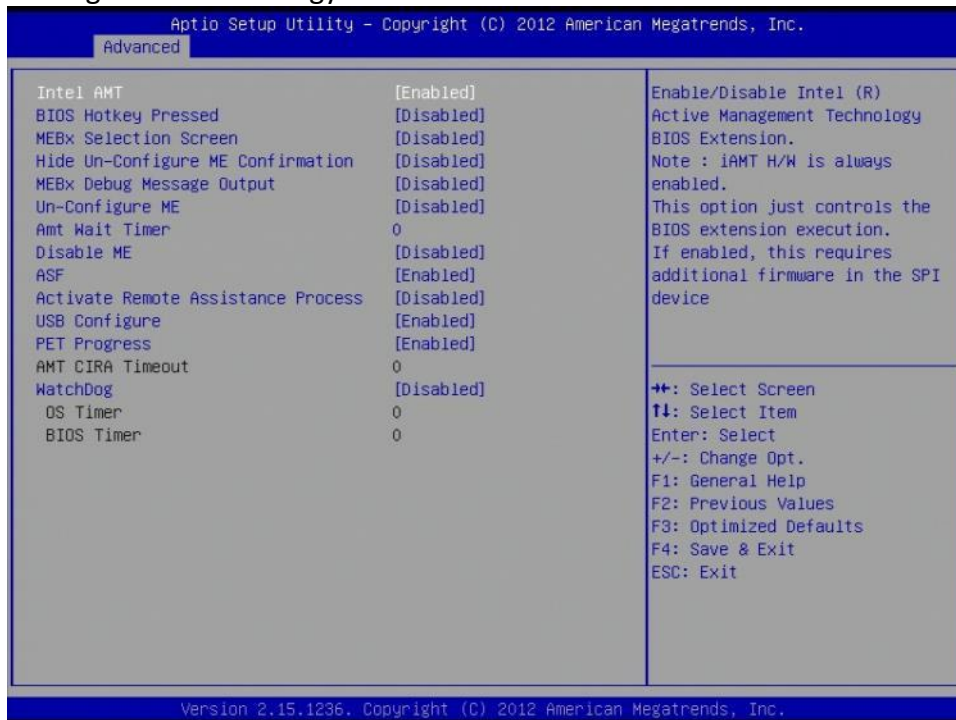 Aptio Setup Utility – Copyright (C) 2012 American Megatrends, Inc.
Advanced
Intel AMT [Enabled]
BIOS Hotkey Pressed [Disabled]
MEBx Selection Screen [Disabled]
Hide Un-Configure ME Confirmation [Disabled]
MEBx Debug Message Output [Disabled]
Un-Configure ME [Disabled]
Amt Wait Timer 0
Disable ME [Disabled]
ASF [Enabled]
Activate Remote Assistance Process [Disabled]
USB Configure [Enabled]
PET Progress [Enabled]
AMT CIRA Timeout 0
WatchDog [Disabled]
OS Timer 0
BIOS Timer 0
Enable/Disable Intel (R)
Active Management Technology
BIOS Extension.
Note : iAMT H/W is always
enabled.
This option just controls the
BIOS extension execution.
If enabled, this requires
additional firmware in the SPI
device
→←: Select Screen
↑↓: Select Item
Enter: Select
+/-: Change Opt.
F1: General Help
F2: Previous Values
F3: Optimized Defaults
F4: Save & Exit
ESC: Exit
Version 2.15.1236. Copyright (C) 2012 American Megatrends, Inc.